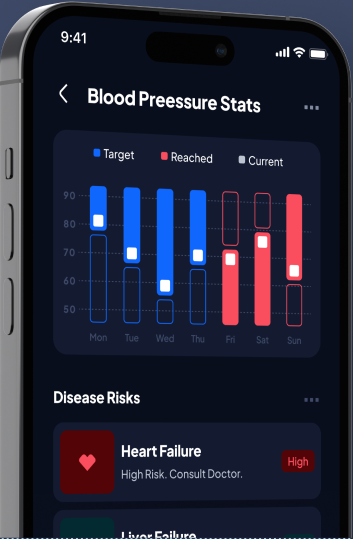 9:41
Blood Preessure Stats
Target Reached Current
90
80
70
60
50
Mon Tue Wed Thu Fri Sat Sun
Disease Risks
Heart Failure
High Risk. Consult Doctor.
High
Liver Failure